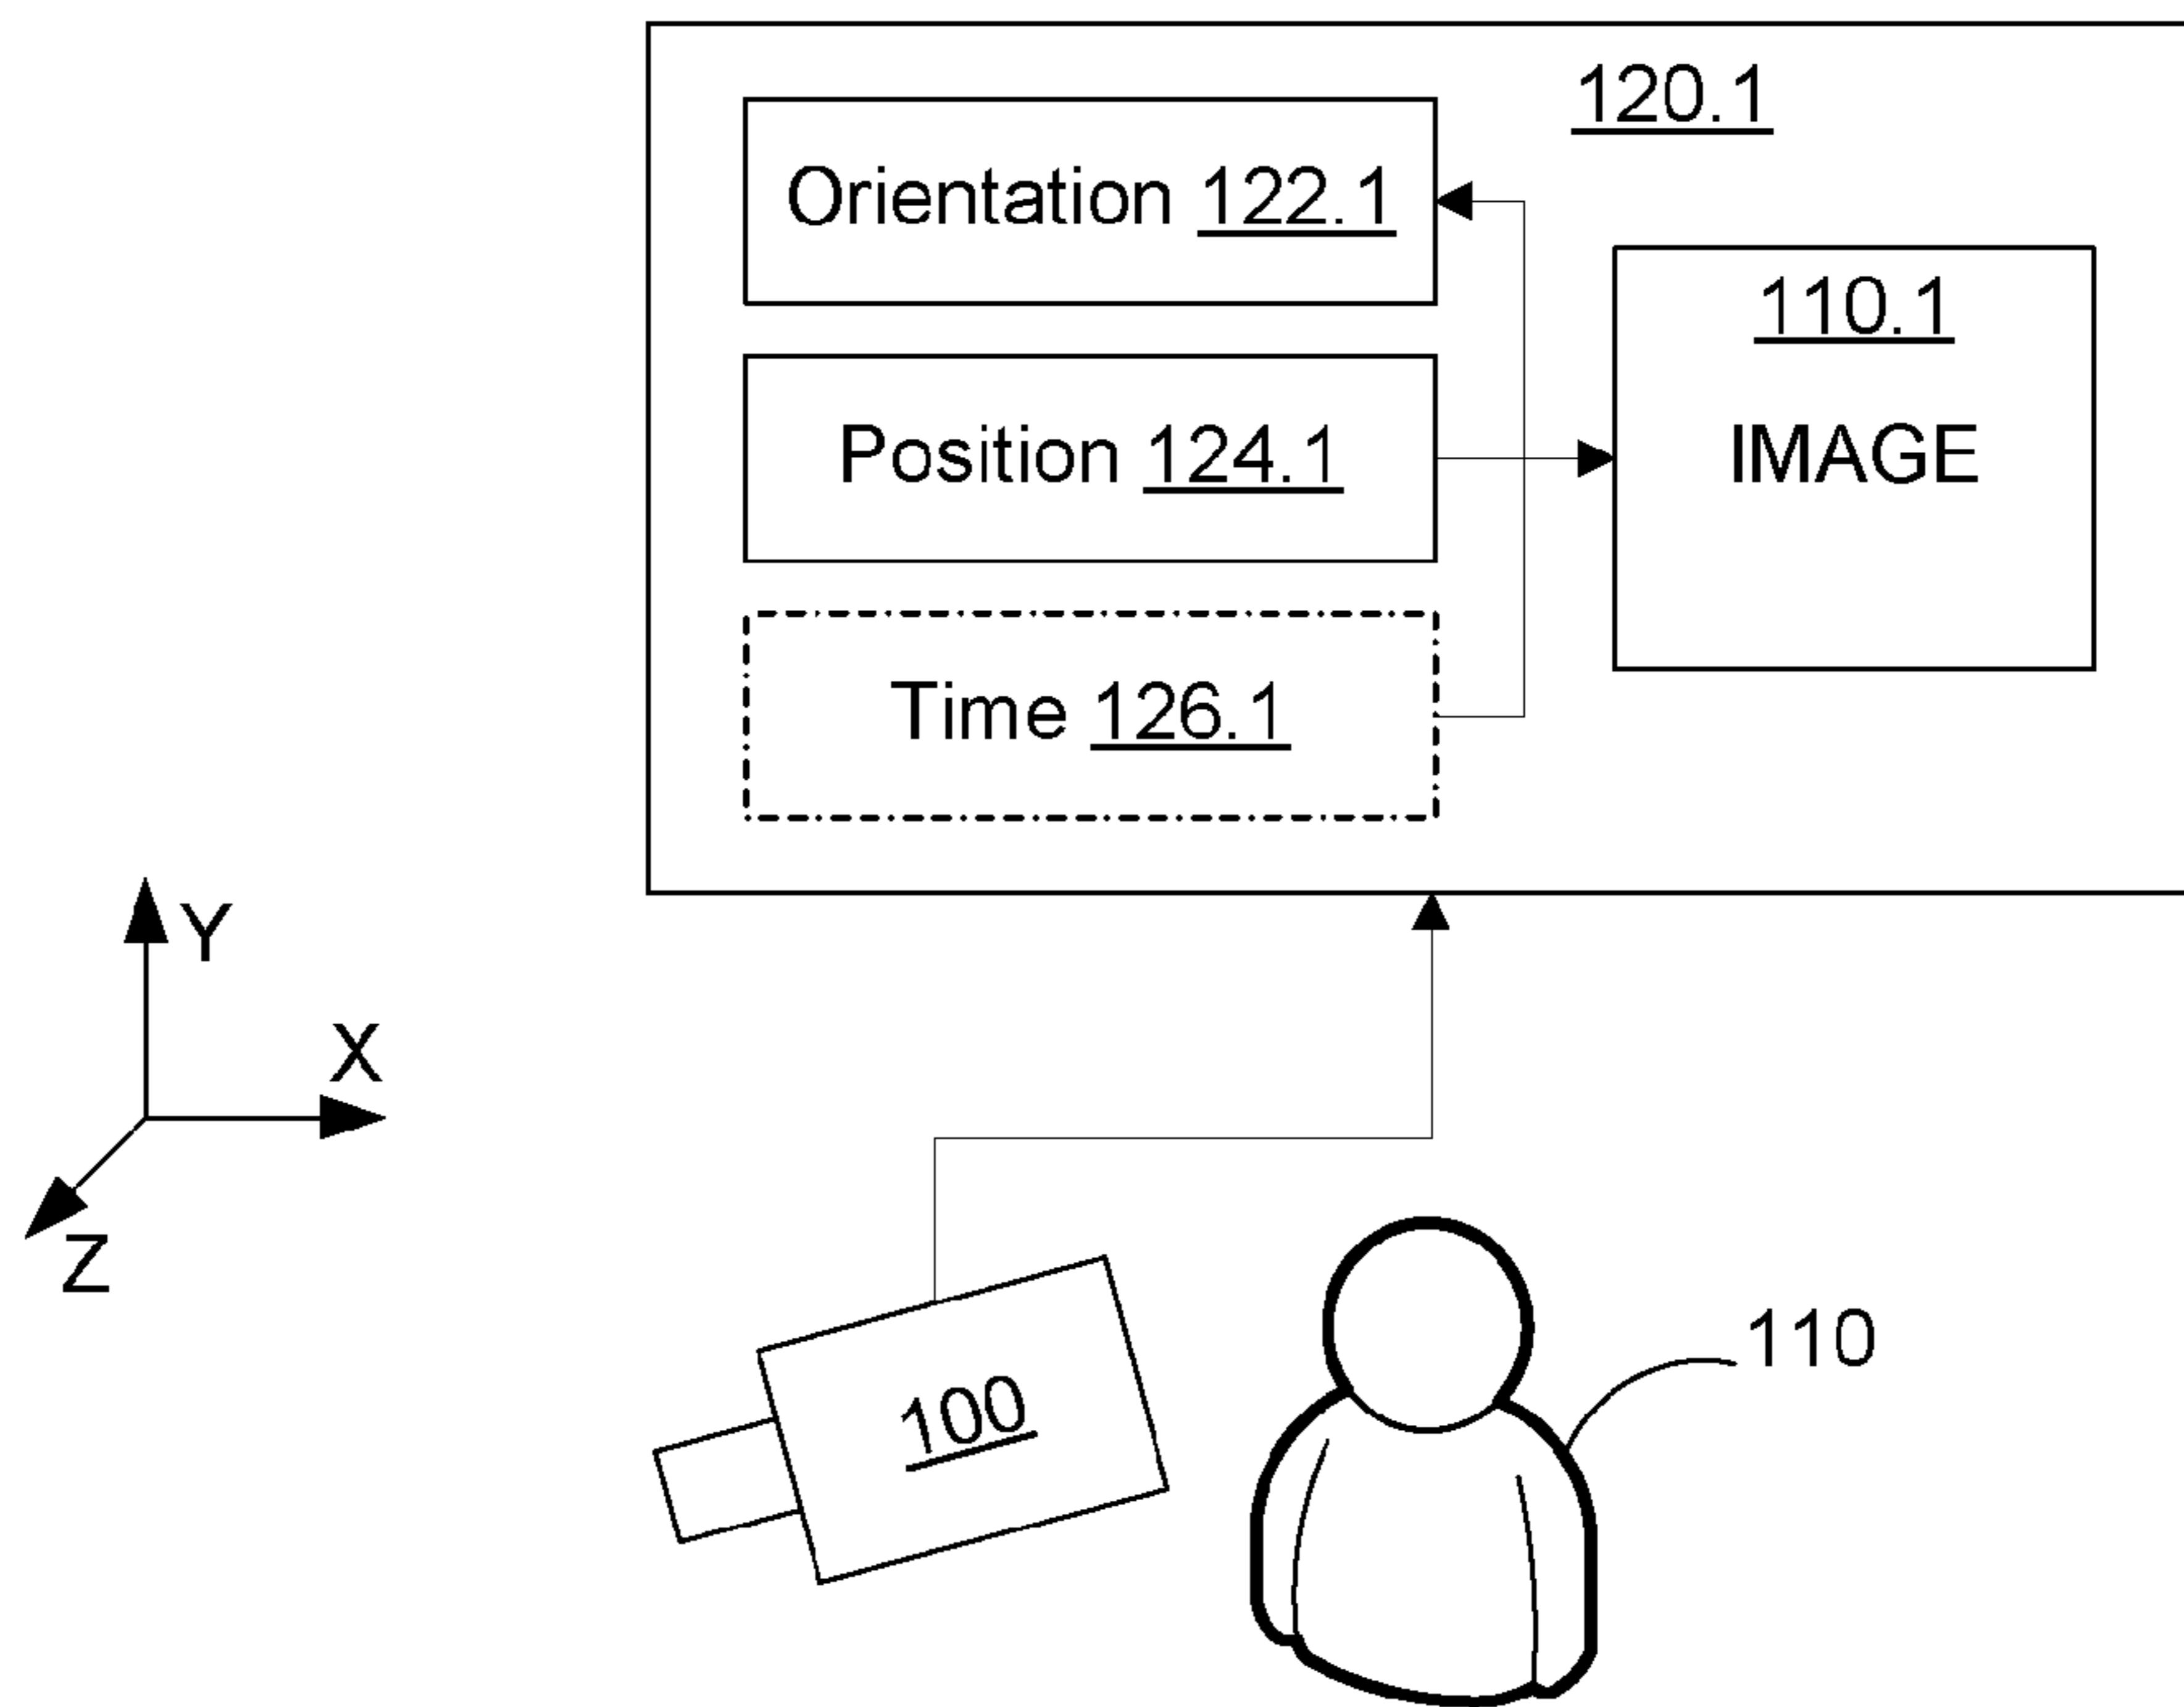 120.1
Orientation 122.1
110.1
IMAGE
Position 124.1
Time 126.1
Y
X
Z
100
110